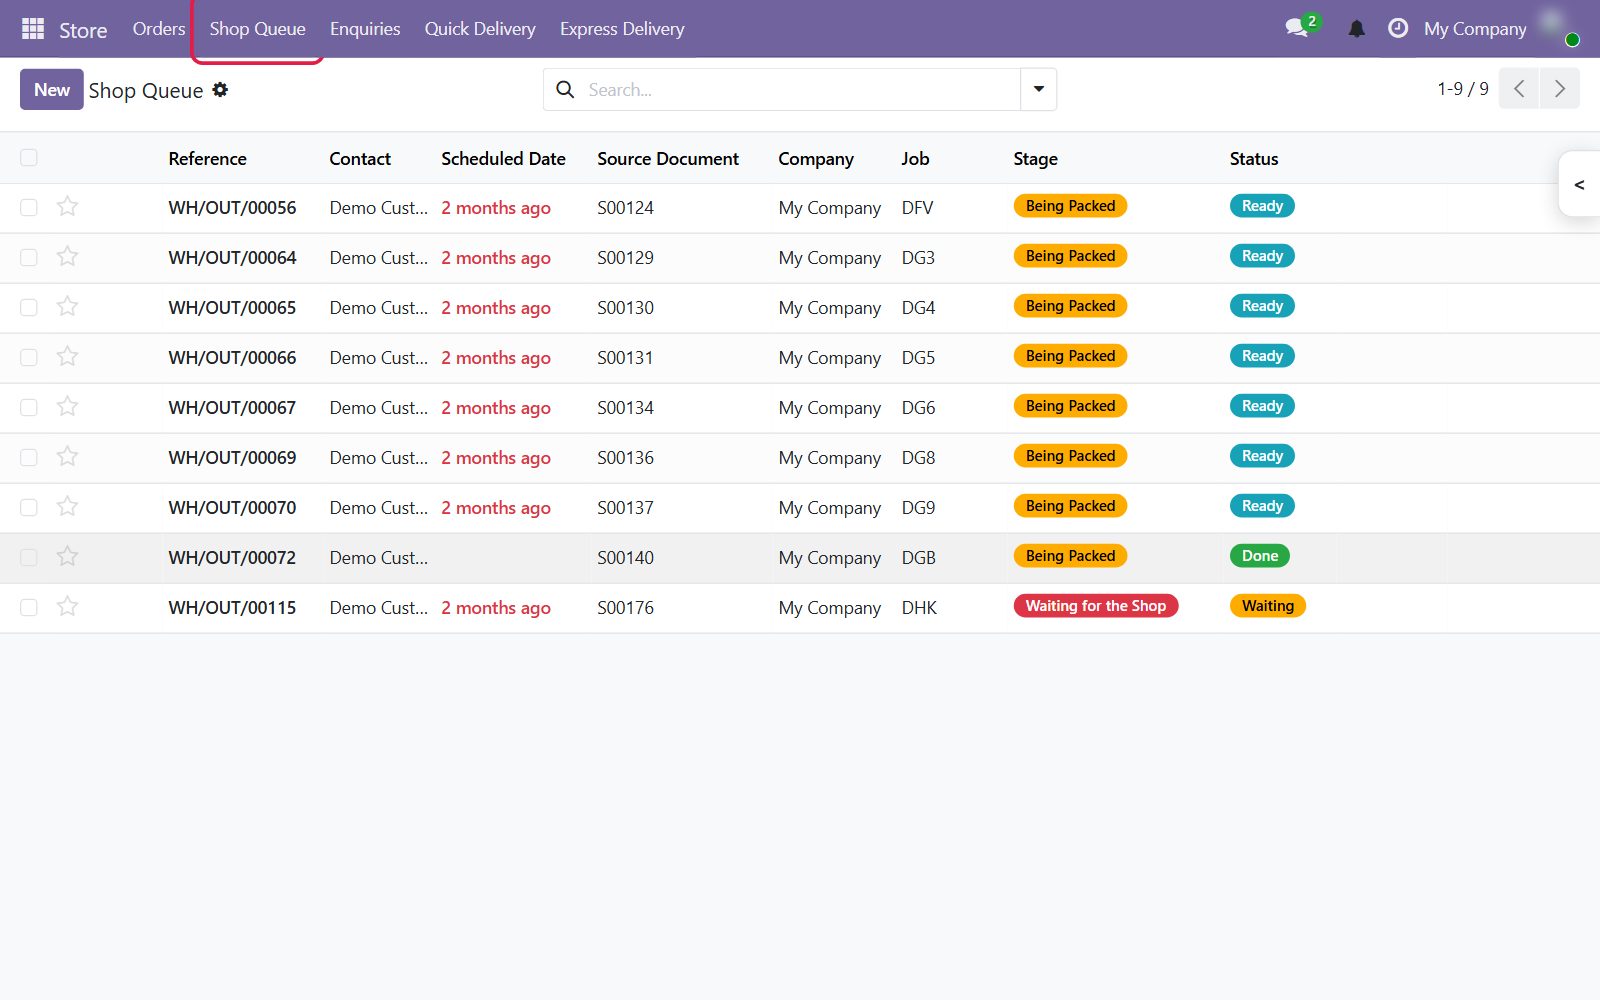 Store Orders Shop Queue Enquiries Quick Delivery Express Delivery 2 My Company
New Shop Queue Search... 1-9 / 9
Reference Contact Scheduled Date Source Document Company Job Stage Status
<
WH/OUT/00056 Demo Cust... 2 months ago S00124 My Company DFV Being Packed Ready
WH/OUT/00064 Demo Cust... 2 months ago S00129 My Company DG3 Being Packed Ready
WH/OUT/00065 Demo Cust... 2 months ago S00130 My Company DG4 Being Packed Ready
WH/OUT/00066 Demo Cust... 2 months ago S00131 My Company DG5 Being Packed Ready
WH/OUT/00067 Demo Cust... 2 months ago S00134 My Company DG6 Being Packed Ready
WH/OUT/00069 Demo Cust... 2 months ago S00136 My Company DG8 Being Packed Ready
WH/OUT/00070 Demo Cust... 2 months ago S00137 My Company DG9 Being Packed Ready
WH/OUT/00072 Demo Cust... S00140 My Company DGB Being Packed Done
WH/OUT/00115 Demo Cust... 2 months ago S00176 My Company DHK Waiting for the Shop Waiting